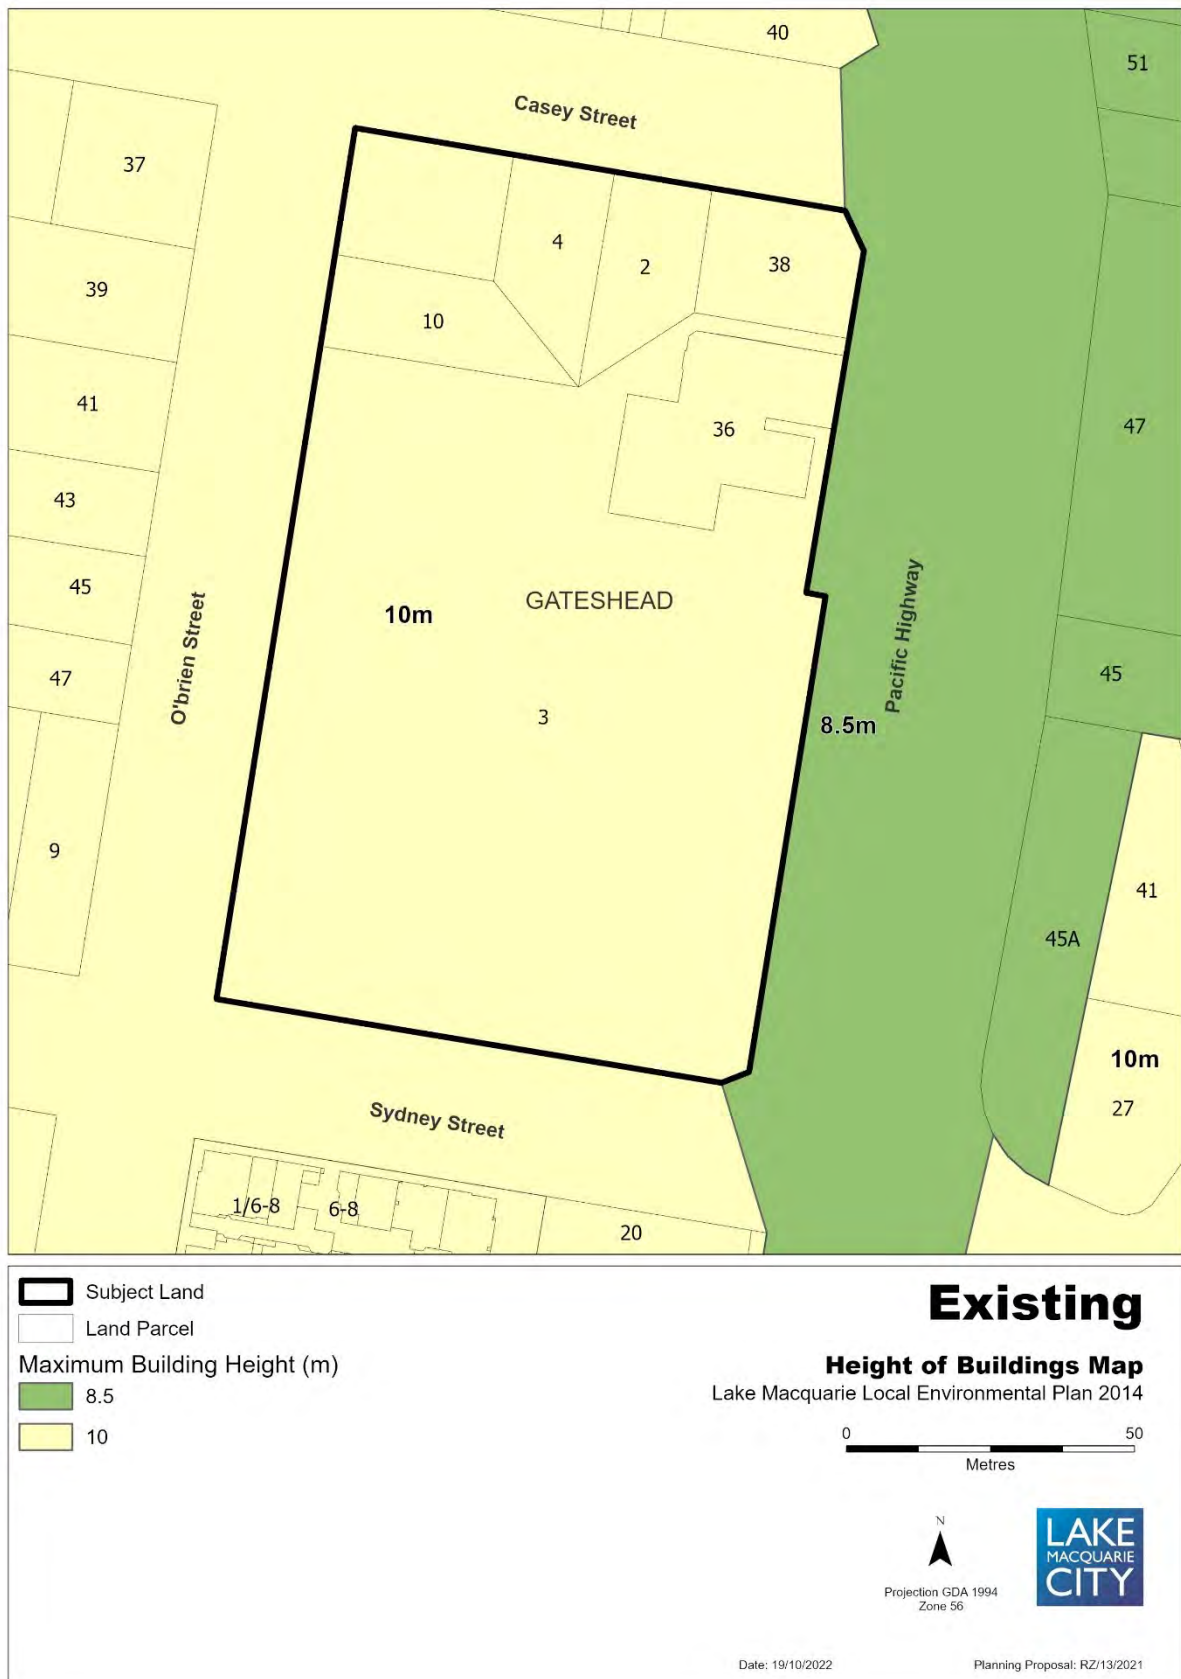 40
51
Casey Street
37
4
2
38
39
10
41
36
47
43
45
GATESHEAD
10m
O'brien Street
Pacific Highway
47
45
3
8.5m
9
41
45A
10m
27
Sydney Street
1/6-8
6-8
20
Subject Land
Land Parcel
Maximum Building Height (m)
8.5
10
Existing
Height of Buildings Map
Lake Macquarie Local Environmental Plan 2014
0 50
Metres
N
Projection GDA 1994
Zone 56
LAKE
MACQUARIE
CITY
Date: 19/10/2022 Planning Proposal: RZ/13/2021